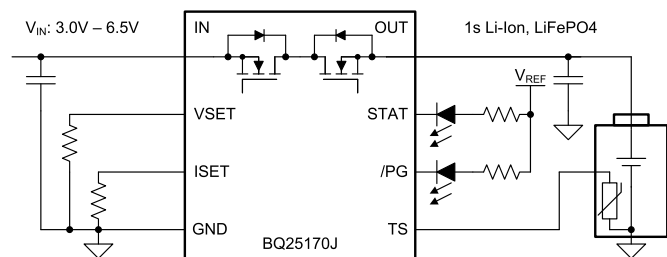 V_IN: 3.0V – 6.5V
IN
OUT
1s Li-Ion, LiFePO4
V_REF
VSET
STAT
ISET
/PG
GND
TS
BQ25170J